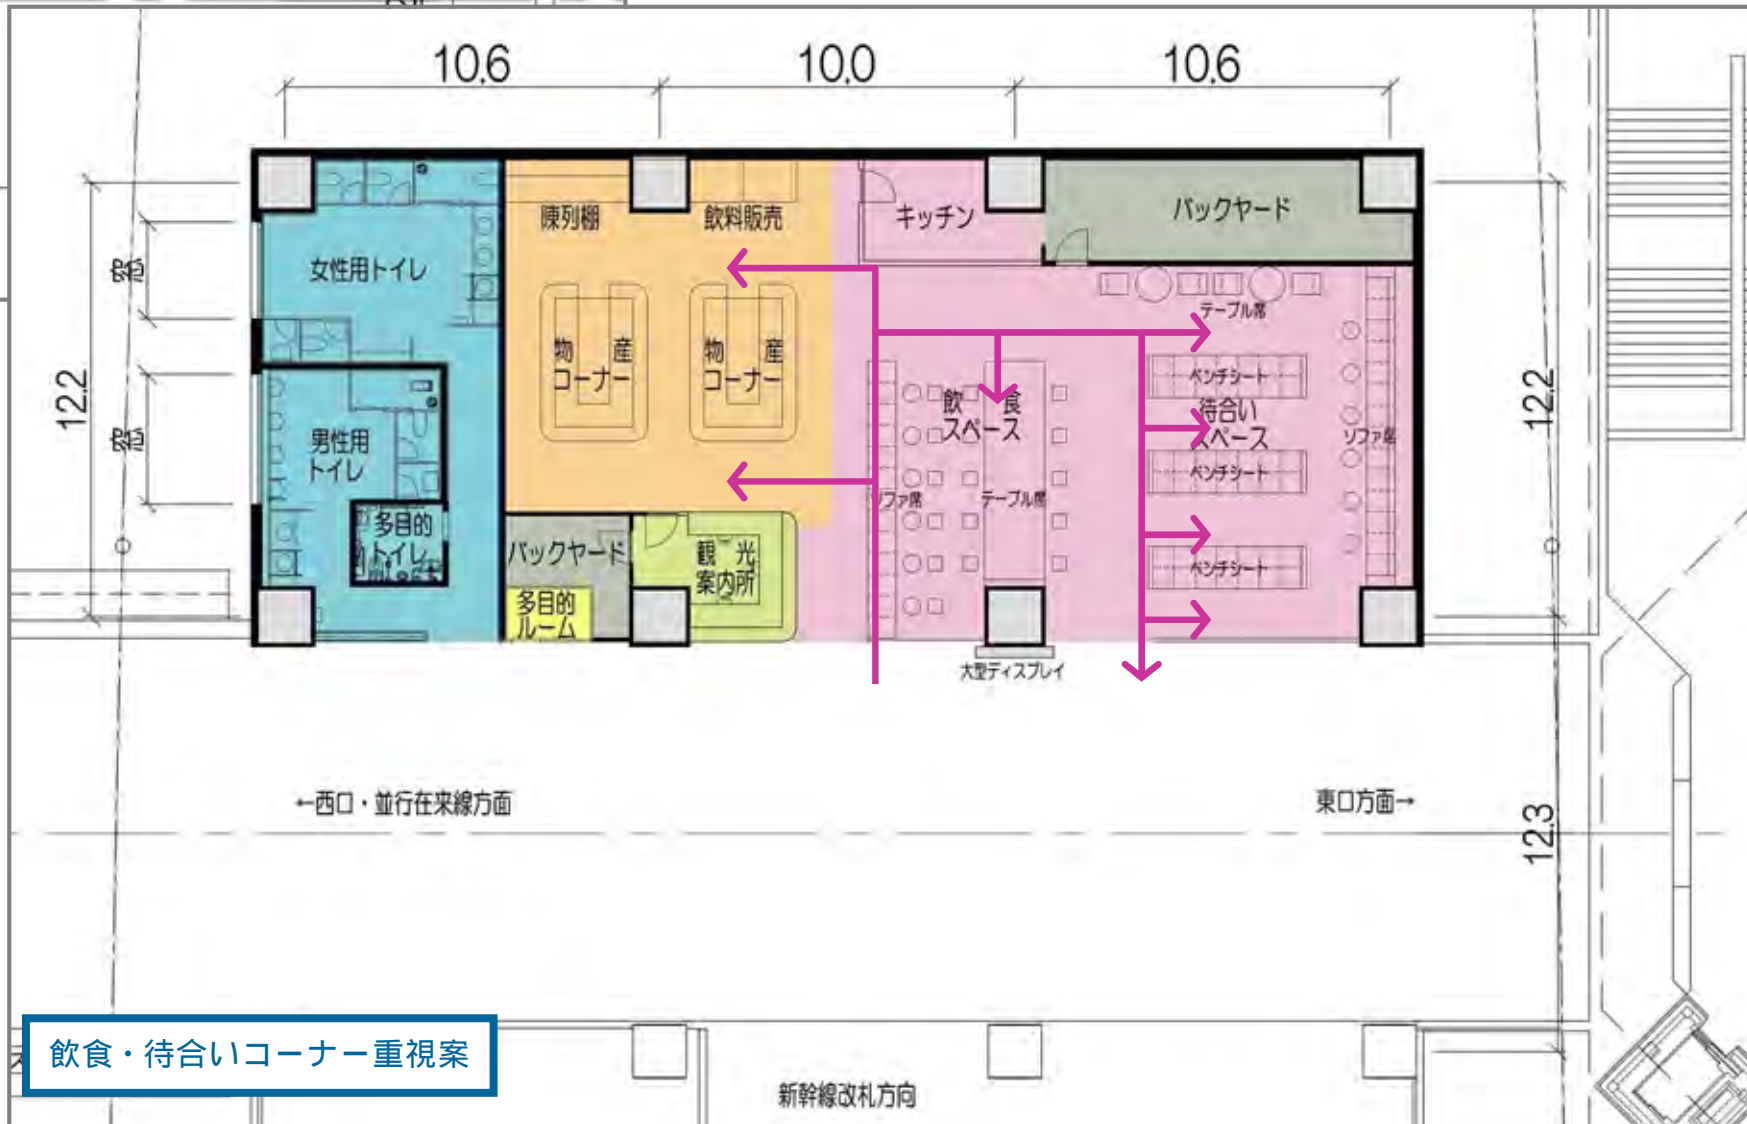 10.6
10.0
10.6
陳列棚
飲料販売
キッチン
バックヤード
女性用トイレ
窓
窓
12.2
12.2
テーブル席
物産
コーナー
物産
コーナー
ベンチシート
飲食
スペース
待合い
スペース
ソファ席
男性用
トイレ
ベンチシート
ソファ席
テーブル席
多目的
トイレ
バックヤード
観光
案内所
ベンチシート
多目的
ルーム
大型ディスプレイ
←西口・並行在来線方面
東口方面→
12.3
飲食・待合いコーナー重視案
新幹線改札方向